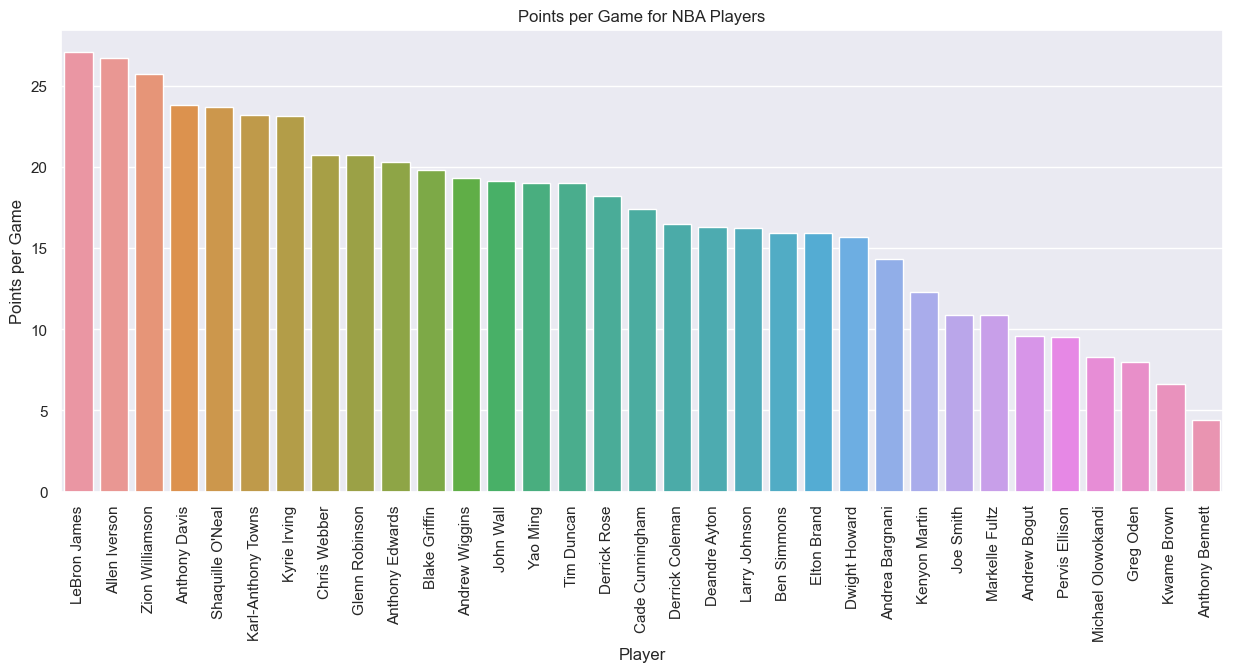 Points per Game for NBA Players
Points per Game
25
20
15
10
5
0
LeBron James
Allen Iverson
Zion Williamson
Anthony Davis
Shaquille O'Neal
Karl-Anthony Towns
Kyrie Irving
Chris Webber
Glenn Robinson
Anthony Edwards
Blake Griffin
Andrew Wiggins
John Wall
Yao Ming
Tim Duncan
Derrick Rose
Cade Cunningham
Derrick Coleman
Deandre Ayton
Larry Johnson
Ben Simmons
Elton Brand
Dwight Howard
Andrea Bargnani
Kenyon Martin
Joe Smith
Markelle Fultz
Andrew Bogut
Pervis Ellison
Michael Olowokandi
Greg Oden
Kwame Brown
Anthony Bennett
Player